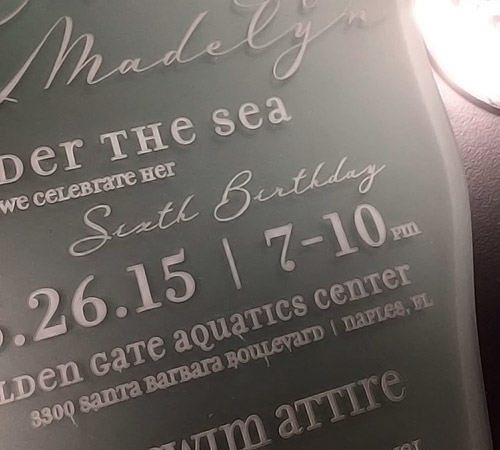 Madelyn
Der THE sea
we celebrate Her
Sixth Birthday
.26.15 | 7-10 pm
LDen Gate aquatics center
3300 Santa Barbara Boulevard | naples, FL
swim attire